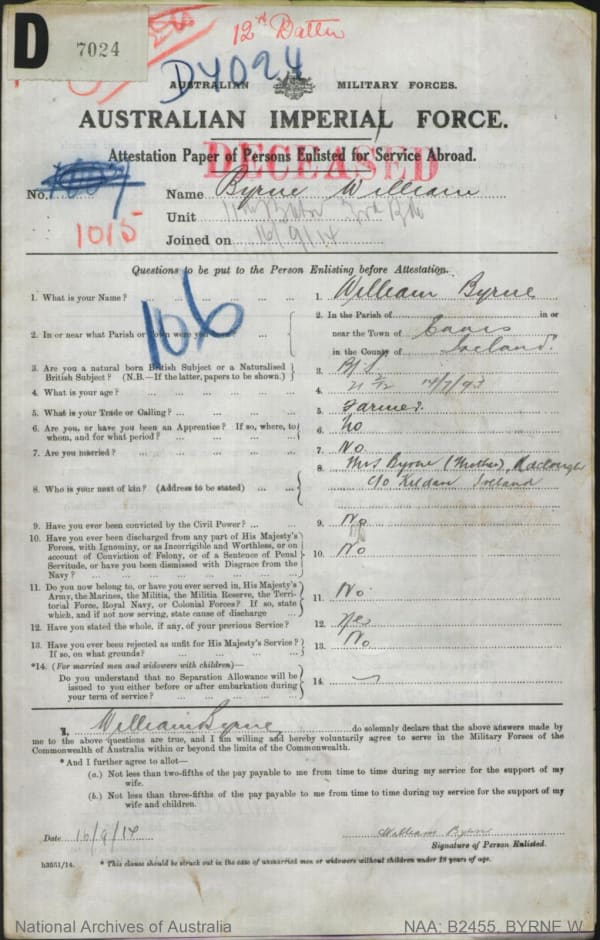 D 7024
12th Battn
D7024
AUSTRALIAN MILITARY FORCES.
AUSTRALIAN IMPERIAL FORCE.
DECEASED
Attestation Paper of Persons Enlisted for Service Abroad.
No.
1015
Name Byrne William
Unit
Joined on 16/9/14
Questions to be put to the Person Enlisting before Attestation.
106
1. What is your Name? 1. William Byrne
2. In or near what Parish or Town were you born? 2. In the Parish of in or
near the Town of
in the County of Ireland.
3. Are you a natural born British Subject or a Naturalised
British Subject? (N.B.—If the latter, papers to be shown.) 3.
4. What is your age? 4. 21 2/12
5. What is your Trade or Calling? 5. Farmer.
6. Are you, or have you been an Apprentice? If so, where, to
whom, and for what period? 6. No
7. Are you married? 7. No
8. Who is your next of kin? (Address to be stated) 8. Mrs Byrne (Mother),
c/o Kildare Ireland
9. Have you ever been convicted by the Civil Power? 9. No
10. Have you ever been discharged from any part of His Majesty's
Forces, with Ignominy, or as Incorrigible and Worthless, or on
account of Conviction of Felony, or of a Sentence of Penal
Servitude, or have you been dismissed with Disgrace from the
Navy? 10. No
11. Do you now belong to, or have you ever served in, His Majesty's
Army, the Marines, the Militia, the Militia Reserve, the Terri-
torial Force, Royal Navy, or Colonial Forces? If so, state
which, and if not now serving, state cause of discharge 11. No
12. Have you stated the whole, if any, of your previous Service? 12. Yes
13. Have you ever been rejected as unfit for His Majesty's Service?
If so, on what grounds? 13. No
*14. (For married men and widowers with children)—
Do you understand that no Separation Allowance will be
issued to you either before or after embarkation during
your term of service? 14.
I, William Byrne do solemnly declare that the above answers made by
me to the above questions are true, and I am willing and hereby voluntarily agree to serve in the Military Forces of the
Commonwealth of Australia within or beyond the limits of the Commonwealth.
* And I further agree to allot—
(a.) Not less than two-fifths of the pay payable to me from time to time during my service for the support of my
wife.
(b.) Not less than three-fifths of the pay payable to me from time to time during my service for the support of my
wife and children.
Date 16/9/14 William Byrne
Signature of Person Enlisted.
* This clause should be struck out in the case of unmarried men or widowers without children under 18 years of age.
National Archives of Australia NAA: B2455, BYRNE W